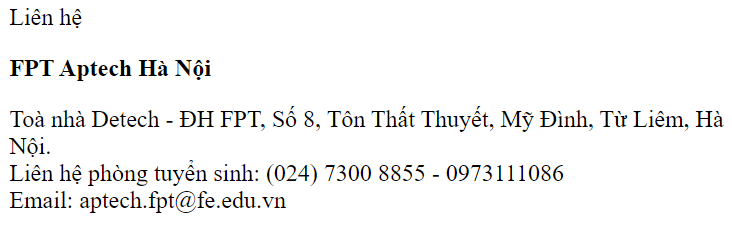 Liên hệ
FPT Aptech Hà Nội
Toà nhà Detech - ĐH FPT, Số 8, Tôn Thất Thuyết, Mỹ Đình, Từ Liêm, Hà
Nội.
Liên hệ phòng tuyển sinh: (024) 7300 8855 - 0973111086
Email: aptech.fpt@fe.edu.vn